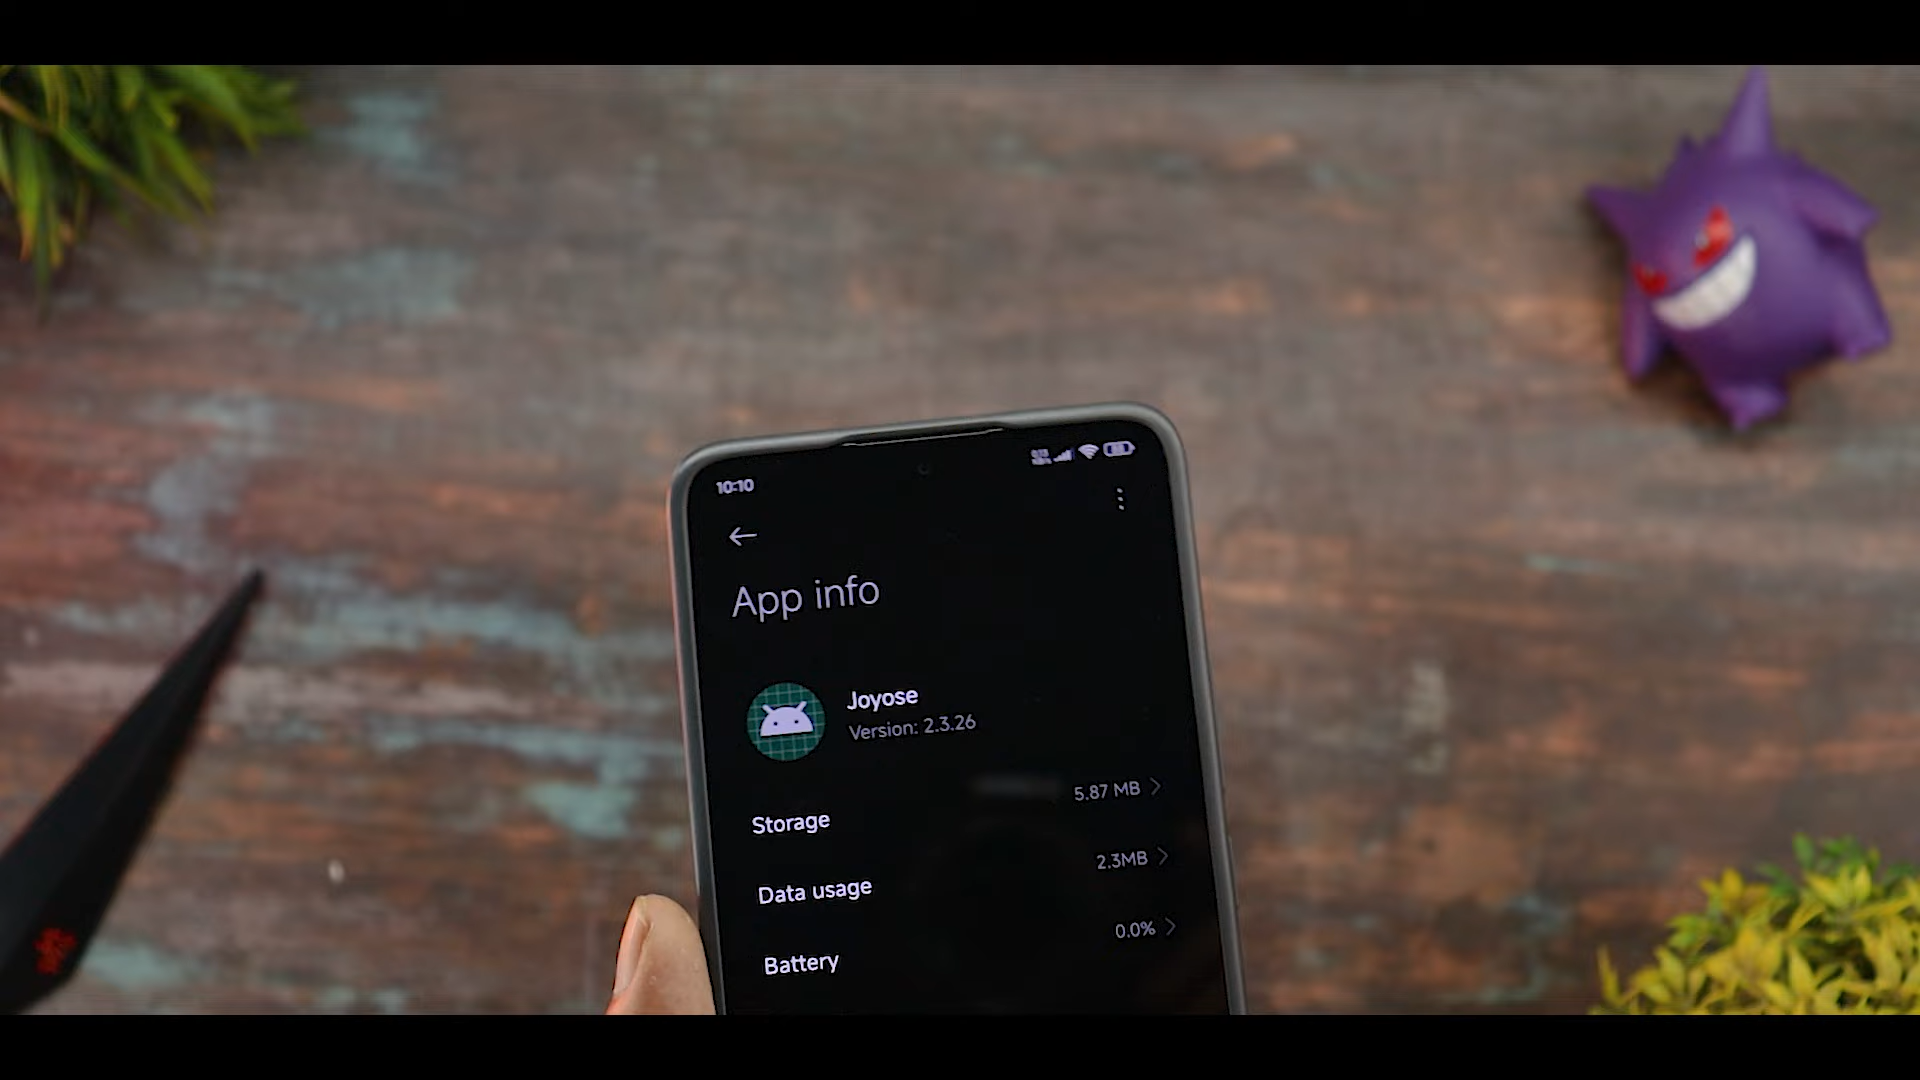 10:10
App info
Joyose
Version: 2.3.26
Storage
5.87 MB
Data usage
2.3MB
Battery
0.0%